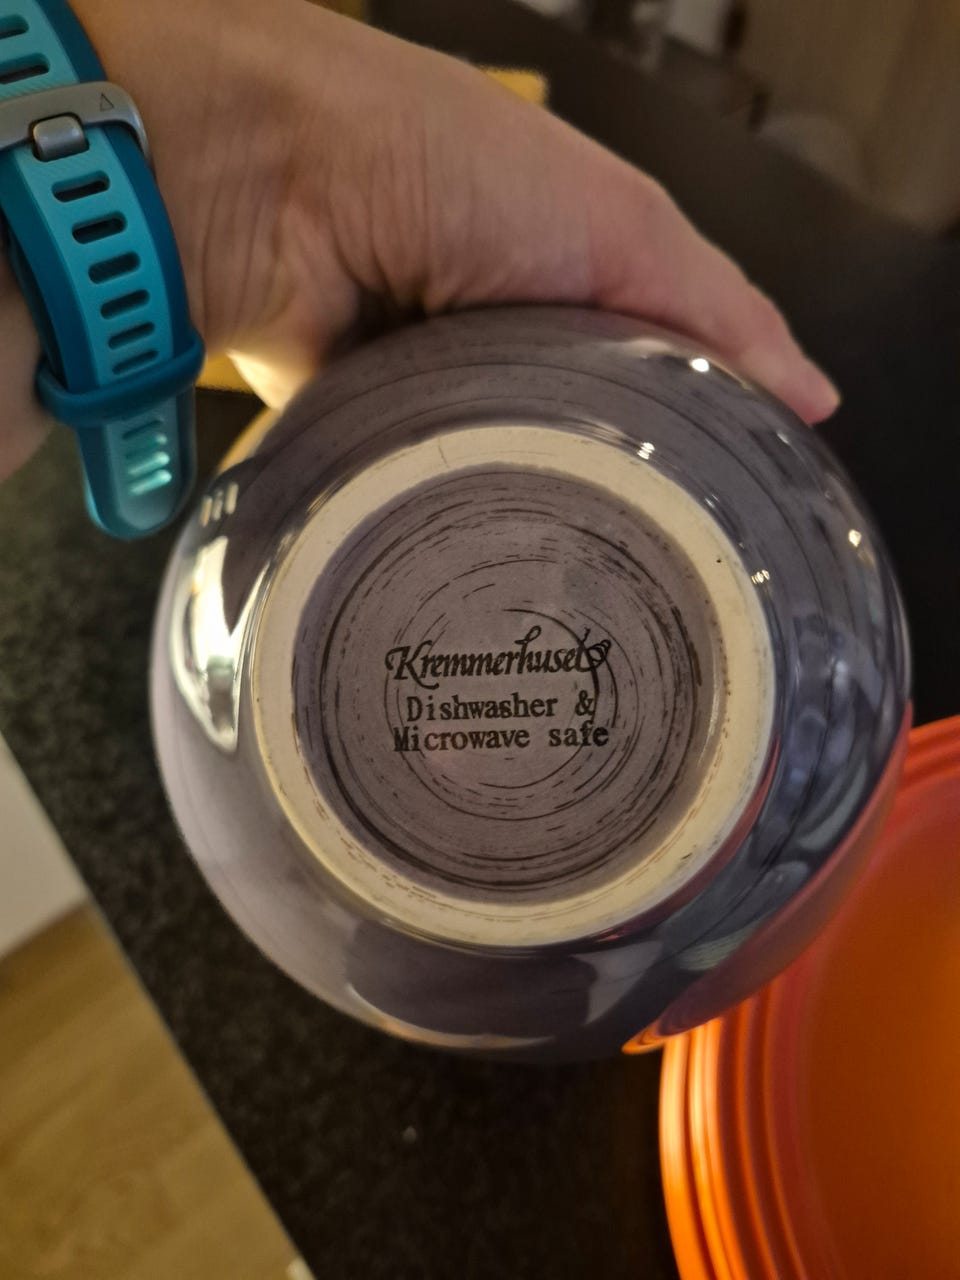 Kremmerhuset
Dishwasher &
Microwave safe